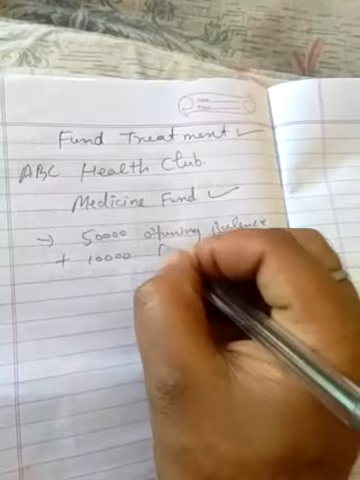 Fund Treatment ✓
ABC Health Club.
Medicine Fund ✓
→ 50000 opening Balance
+ 10000